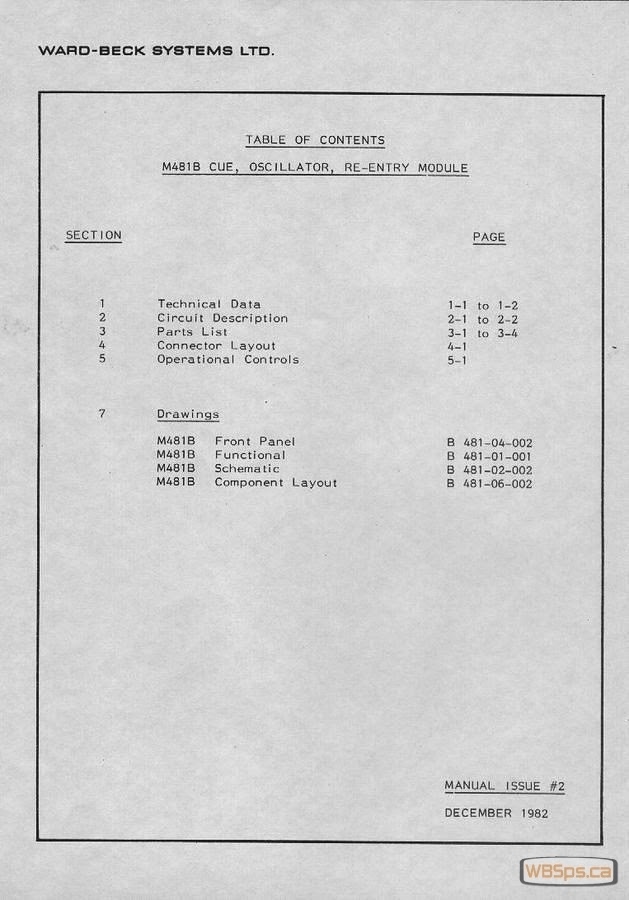 WARD-BECK SYSTEMS LTD.
TABLE OF CONTENTS
M481B CUE, OSCILLATOR, RE-ENTRY MODULE
SECTION PAGE
1 Technical Data 1-1 to 1-2
2 Circuit Description 2-1 to 2-2
3 Parts List 3-1 to 3-4
4 Connector Layout 4-1
5 Operational Controls 5-1
7 Drawings
M481B Front Panel B 481-04-002
M481B Functional B 481-01-001
M481B Schematic B 481-02-002
M481B Component Layout B 481-06-002
MANUAL ISSUE #2
DECEMBER 1982
WBSps.ca